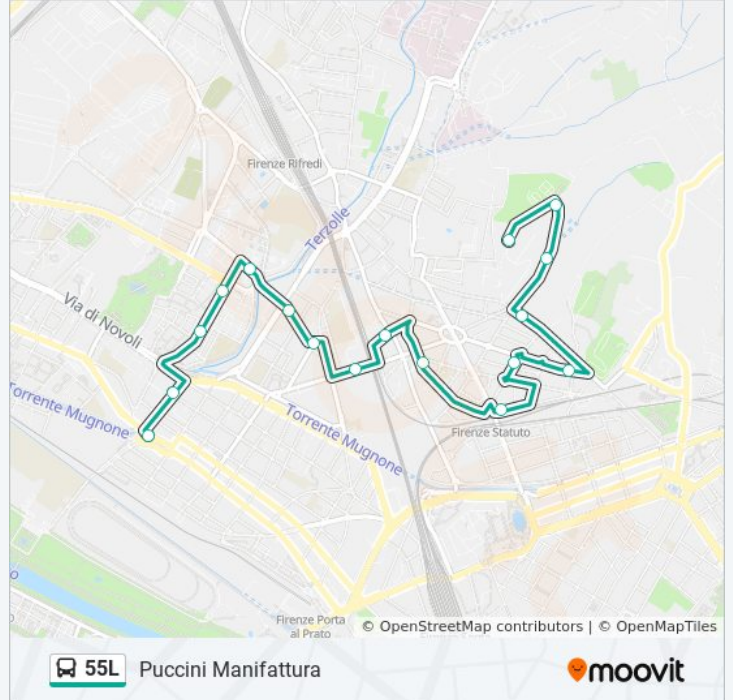 Firenze Rifredi
Terzolle
Via di Novoli
Torrente Mugnone
Torrente Mugnone
Firenze Statuto
o
Firenze Porta
al Prato
© OpenStreetMap contributors | © OpenMapTiles
55L
Puccini Manifattura
moovit